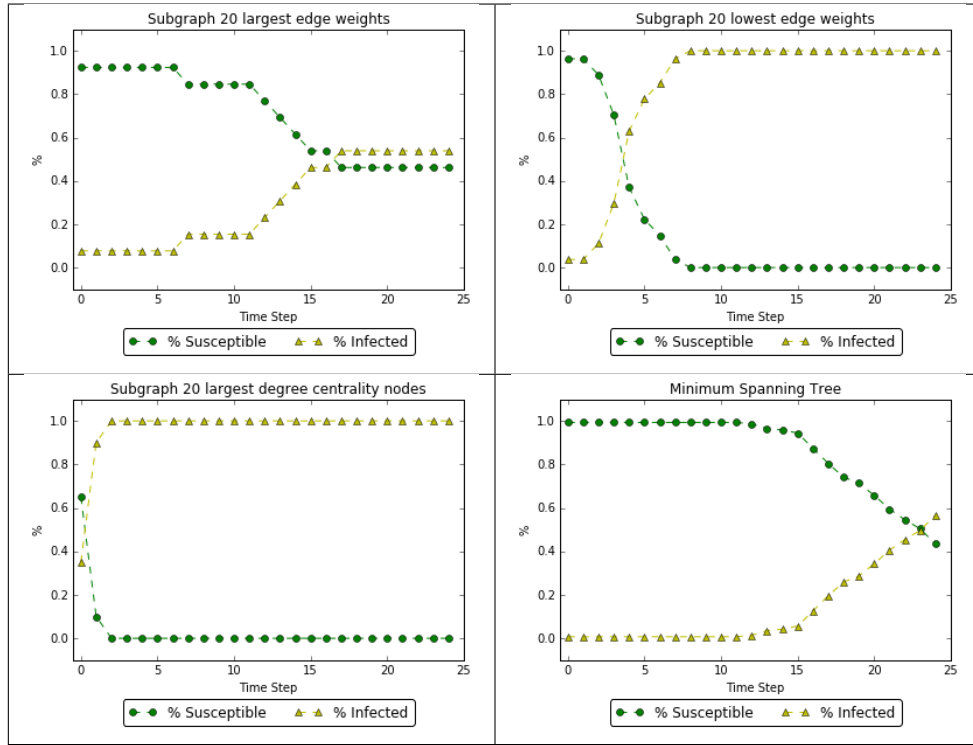 Subgraph 20 largest edge weights
1.0
0.8
0.6
0.4
0.2
0.0
%
0 5 10 15 20 25
Time Step
% Susceptible % Infected
Subgraph 20 lowest edge weights
1.0
0.8
0.6
0.4
0.2
0.0
%
0 5 10 15 20 25
Time Step
% Susceptible % Infected
Subgraph 20 largest degree centrality nodes
1.0
0.8
0.6
0.4
0.2
0.0
%
0 5 10 15 20 25
Time Step
% Susceptible % Infected
Minimum Spanning Tree
1.0
0.8
0.6
0.4
0.2
0.0
%
0 5 10 15 20 25
Time Step
% Susceptible % Infected